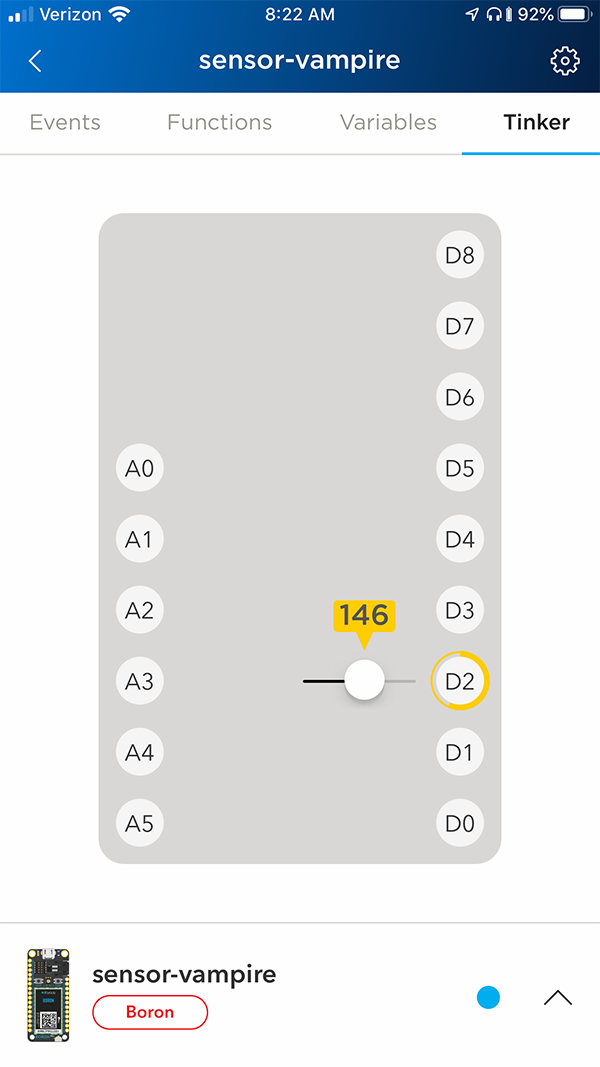 Verizon 8:22 AM 92%
sensor-vampire
Events Functions Variables Tinker
D8
D7
D6
A0 D5
A1 D4
A2 146 D3
A3 D2
A4 D1
A5 D0
sensor-vampire
Boron